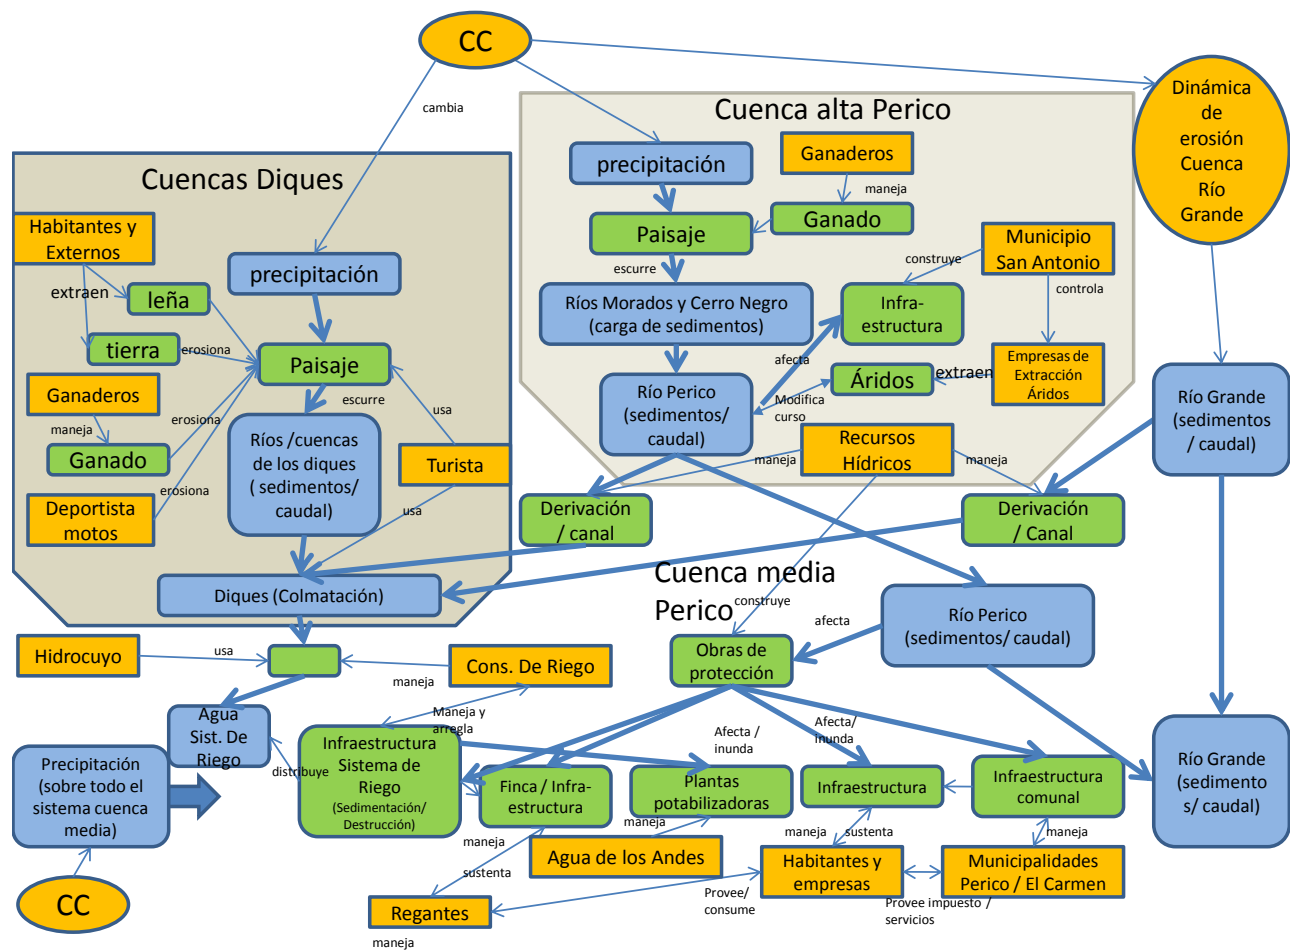 CC
cambia
Dinámica
de
erosión
Cuenca
Río
Grande
Cuenca alta Perico
precipitación
Ganaderos
maneja
Ganado
Paisaje
escurre
Municipio
San Antonio
construye
controla
Ríos Morados y Cerro Negro
(carga de sedimentos)
Infra-
estructura
afecta
Empresas de
Extracción
Áridos
extraen
Áridos
Modifica
curso
Río Perico
(sedimentos/
caudal)
Recursos
Hídricos
maneja
maneja
Cuencas Diques
Habitantes y
Externos
extraen
leña
tierra
erosiona
precipitación
Paisaje
escurre
usa
Ganaderos
maneja
Ganado
erosiona
erosiona
Deportista
motos
Ríos /cuencas
de los diques
( sedimentos/
caudal)
Turista
usa
Diques (Colmatación)
Derivación
/ canal
Derivación
/ Canal
Río Grande
(sedimentos
/ caudal)
Cuenca media
Perico
construye
Río Perico
(sedimentos/ caudal)
afecta
Obras de
protección
Hidrocuyo
usa
Cons. De Riego
maneja
Maneja y
arregla
Agua
Sist. De
Riego
distribuye
Precipitación
(sobre todo el
sistema cuenca
media)
CC
Infraestructura
Sistema de
Riego
(Sedimentación/
Destrucción)
Finca / Infra-
estructura
Afecta /
inunda
Plantas
potabilizadoras
Afecta/
inunda
Infraestructura
Infraestructura
comunal
Río Grande
(sedimento
s/ caudal)
maneja
sustenta
maneja
Agua de los Andes
maneja
sustenta
Habitantes y
empresas
maneja
Municipalidades
Perico / El Carmen
Provee/
consume
Provee impuesto /
servicios
Regantes
maneja